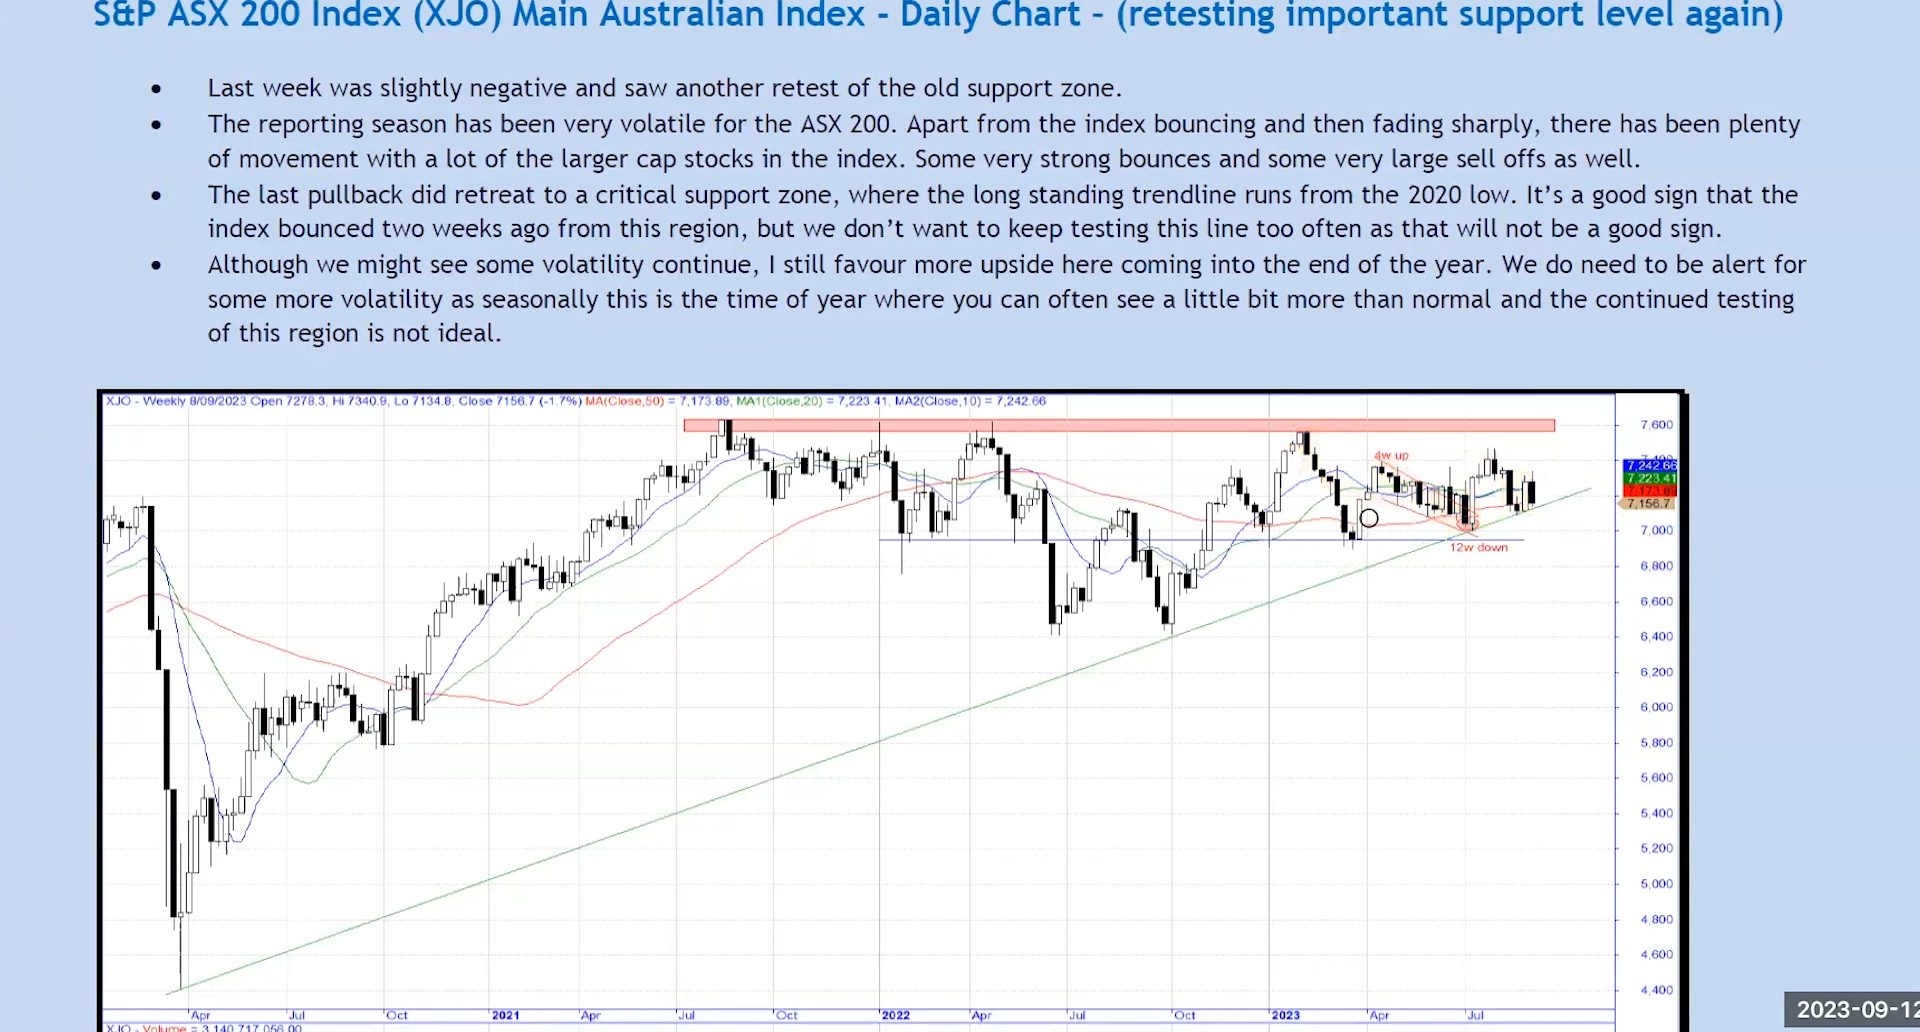 S&P ASX 200 Index (XJO) Main Australian Index - Daily Chart – (retesting important support level again)
• Last week was slightly negative and saw another retest of the old support zone.
• The reporting season has been very volatile for the ASX 200. Apart from the index bouncing and then fading sharply, there has been plenty
of movement with a lot of the larger cap stocks in the index. Some very strong bounces and some very large sell offs as well.
• The last pullback did retreat to a critical support zone, where the long standing trendline runs from the 2020 low. It’s a good sign that the
index bounced two weeks ago from this region, but we don’t want to keep testing this line too often as that will not be a good sign.
• Although we might see some volatility continue, I still favour more upside here coming into the end of the year. We do need to be alert for
some more volatility as seasonally this is the time of year where you can often see a little bit more than normal and the continued testing
of this region is not ideal.
XJO - Weekly 8/09/2023 Open 7278.3, Hi 7340.9, Lo 7134.8, Close 7156.7 (-1.7%) MA(Close,50) = 7,173.89, MA1(Close,20) = 7,223.41, MA2(Close,10) = 7,242.66
7,600
4w up
7,242.66
7,223.41
7,156.7
7,000
12w down
6,800
6,600
6,400
6,200
6,000
5,800
5,600
5,400
5,200
5,000
4,800
4,600
4,400
Apr Jul Oct 2021 Apr Jul Oct 2022 Apr Jul Oct 2023 Apr Jul
XJO - Volume = 3,140,717,056.00
2023-09-12